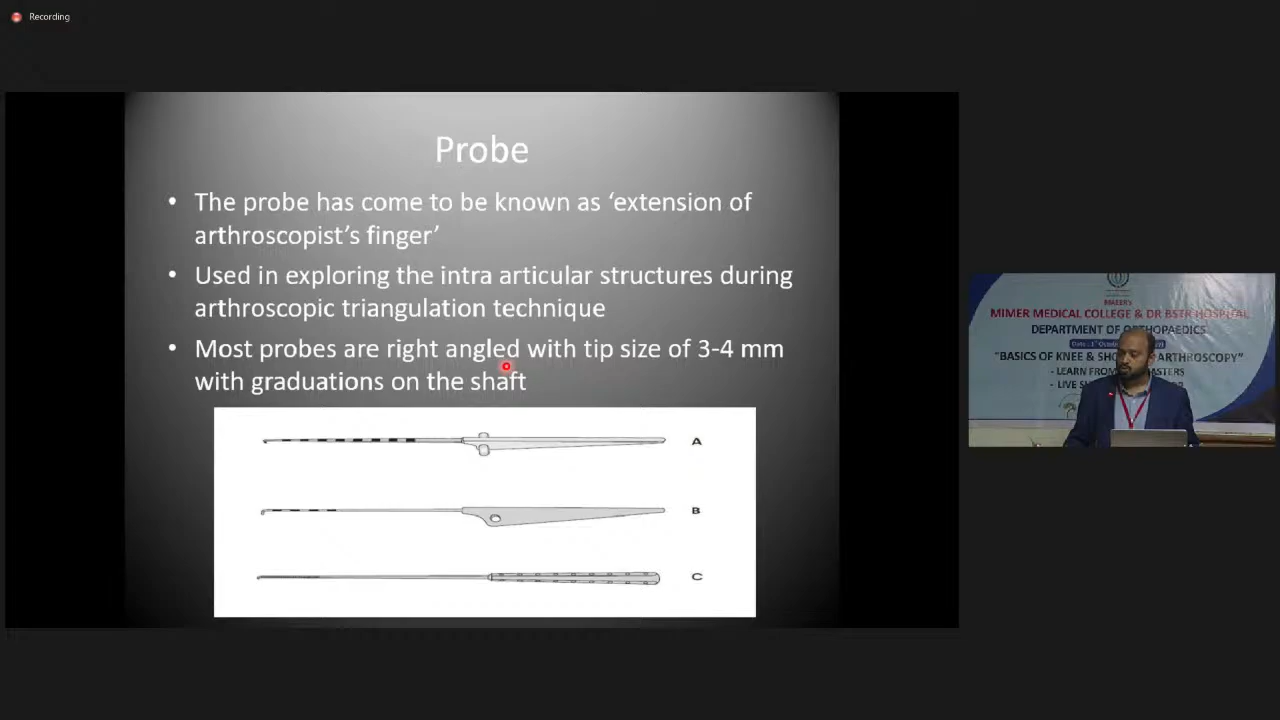 Recording
Probe
• The probe has come to be known as ‘extension of
arthroscopist’s finger’
• Used in exploring the intra articular structures during
arthroscopic triangulation technique
• Most probes are right angled with tip size of 3-4 mm
with graduations on the shaft
A
B
C
MAEER's
MIMER MEDICAL COLLEGE & DR BSTR HOSPITAL
DEPARTMENT OF ORTHOPAEDICS
"BASICS OF KNEE & SHO ARTHROSCOPY"
- LEARN FROM
- LIVE